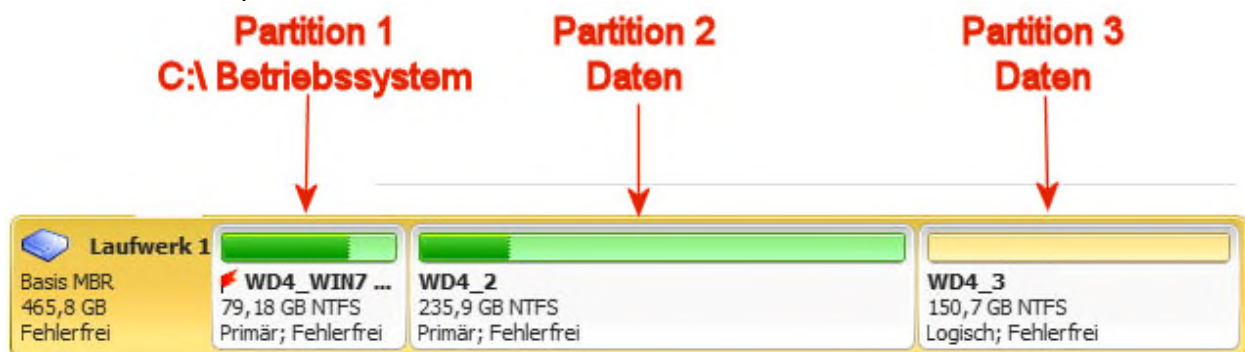 Partition 1
C:\ Betriebssystem
Partition 2
Daten
Partition 3
Daten
Laufwerk 1
Basis MBR
465,8 GB
Fehlerfrei
WD4_WIN7 ...
79,18 GB NTFS
Primär; Fehlerfrei
WD4_2
235,9 GB NTFS
Primär; Fehlerfrei
WD4_3
150,7 GB NTFS
Logisch; Fehlerfrei